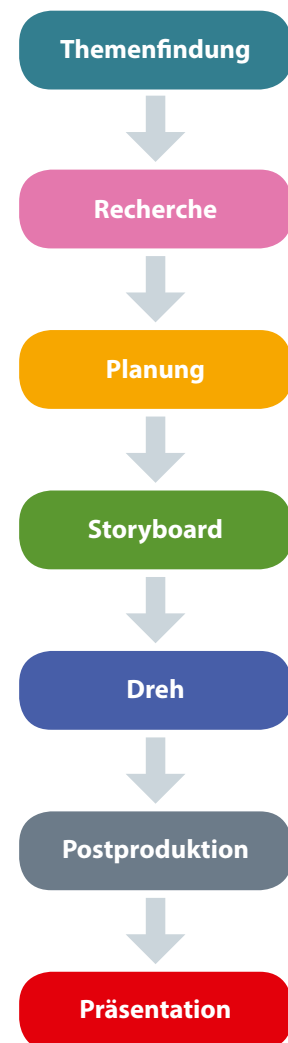 Themenfindung
Recherche
Planung
Storyboard
Dreh
Postproduktion
Präsentation